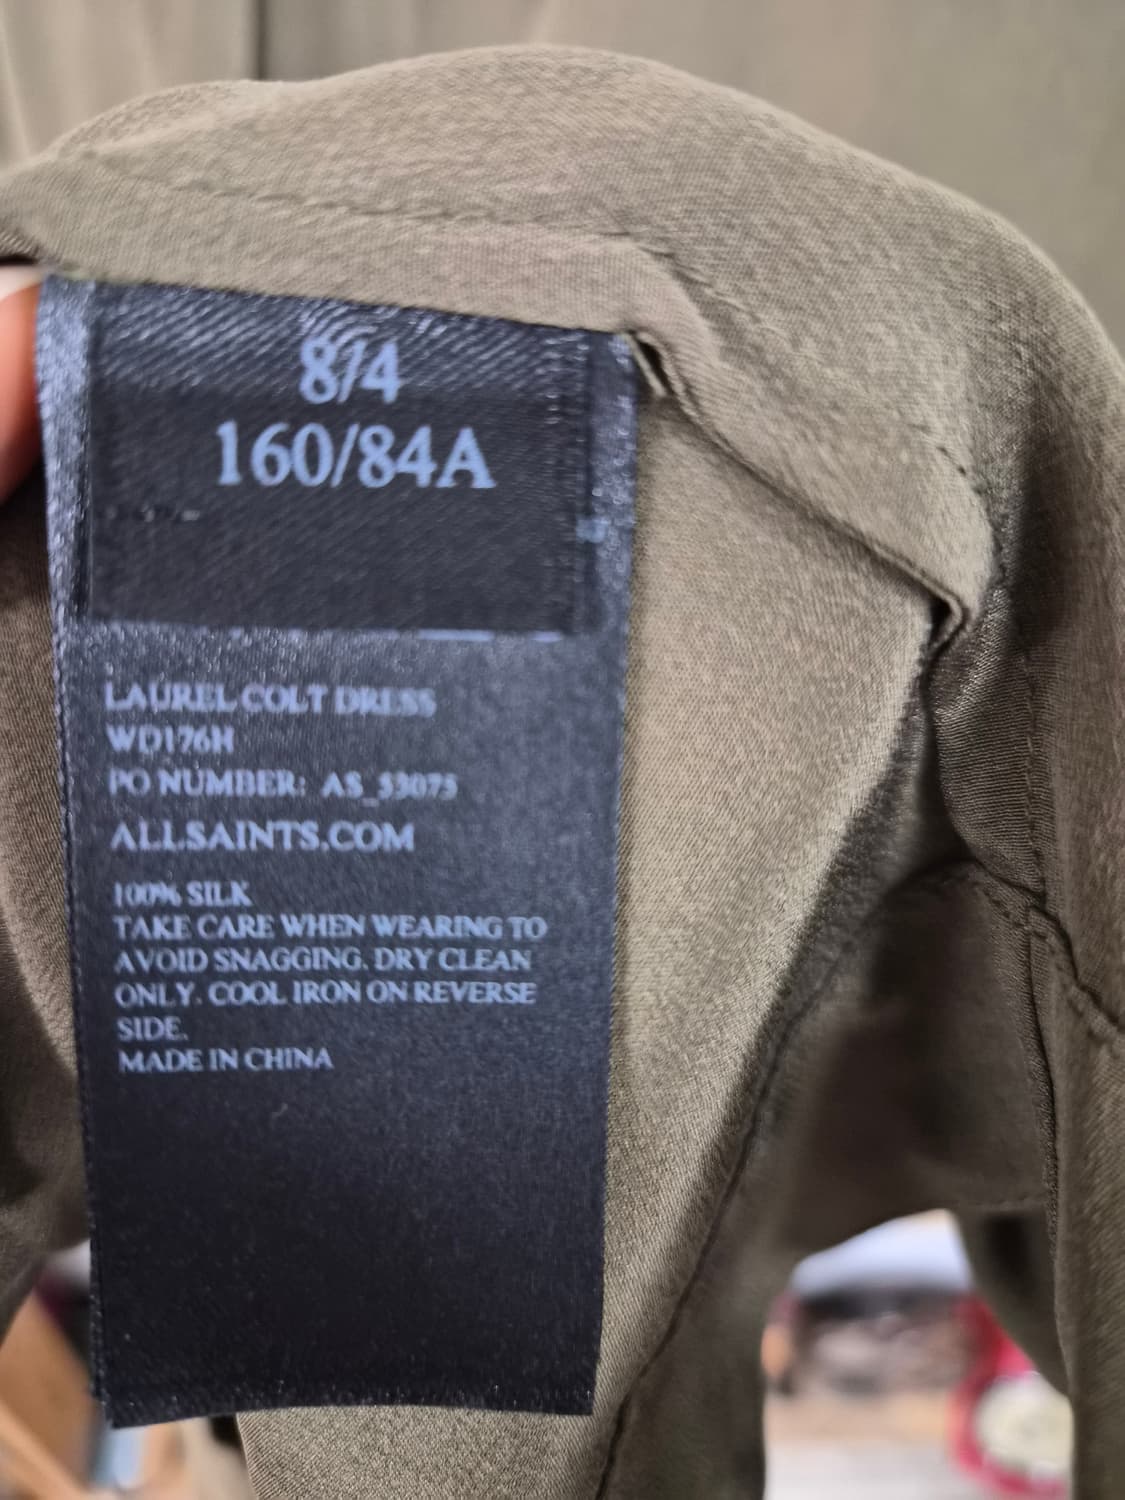 8/4
160/84A
LAUREL COLT DRESS
WD176H
PO NUMBER: AS_53075
ALLSAINTS.COM
100% SILK
TAKE CARE WHEN WEARING TO
AVOID SNAGGING. DRY CLEAN
ONLY. COOL IRON ON REVERSE
SIDE.
MADE IN CHINA